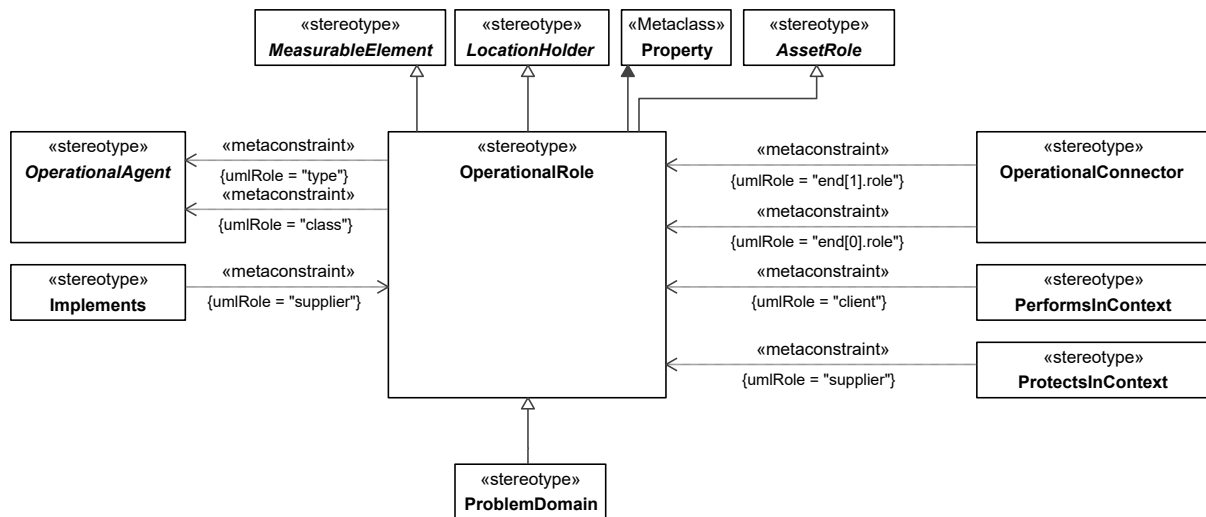 «stereotype»
MeasurableElement
«stereotype»
LocationHolder
«Metaclass»
Property
«stereotype»
AssetRole
«stereotype»
OperationalAgent
«metaconstraint»
{umlRole = "type"}
«metaconstraint»
{umlRole = "class"}
«stereotype»
Implements
«metaconstraint»
{umlRole = "supplier"}
«stereotype»
OperationalRole
«metaconstraint»
{umlRole = "end[1].role"}
«metaconstraint»
{umlRole = "end[0].role"}
«stereotype»
OperationalConnector
«metaconstraint»
{umlRole = "client"}
«stereotype»
PerformsInContext
«metaconstraint»
{umlRole = "supplier"}
«stereotype»
ProtectsInContext
«stereotype»
ProblemDomain